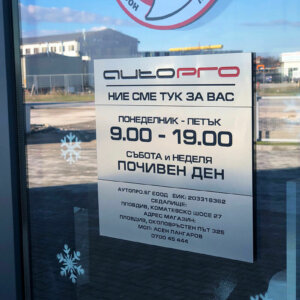 autopro
НИЕ СМЕ ТУК ЗА ВАС
ПОНЕДЕЛНИК - ПЕТЪК
9.00 - 19.00
СЪБОТА и НЕДЕЛЯ
ПОЧИВЕН ДЕН
АУТОПРО.БГ ЕООД ЕИК: 203318362
СЕДАЛИЩЕ:
ПЛОВДИВ, КОМАТЕВСКО ШОСЕ 27
АДРЕС МАГАЗИН:
ПЛОВДИВ, ОКОЛОВРЪСТЕН ПЪТ 326
МОЛ: АСЕН ПАНГАРОВ
0700 45 444